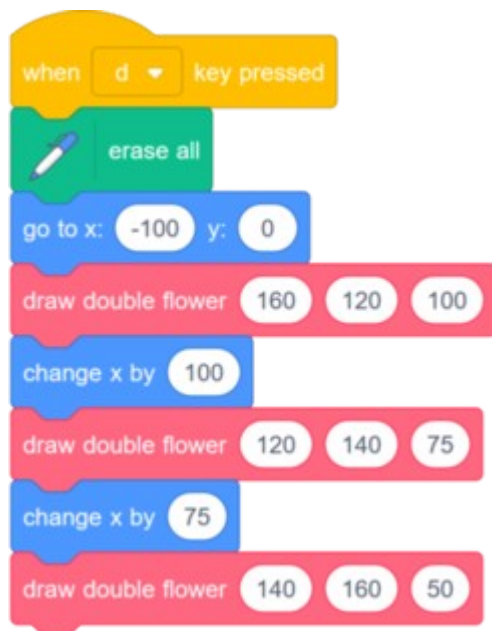 when d key pressed
erase all
go to x: -100 y: 0
draw double flower 160 120 100
change x by 100
draw double flower 120 140 75
change x by 75
draw double flower 140 160 50